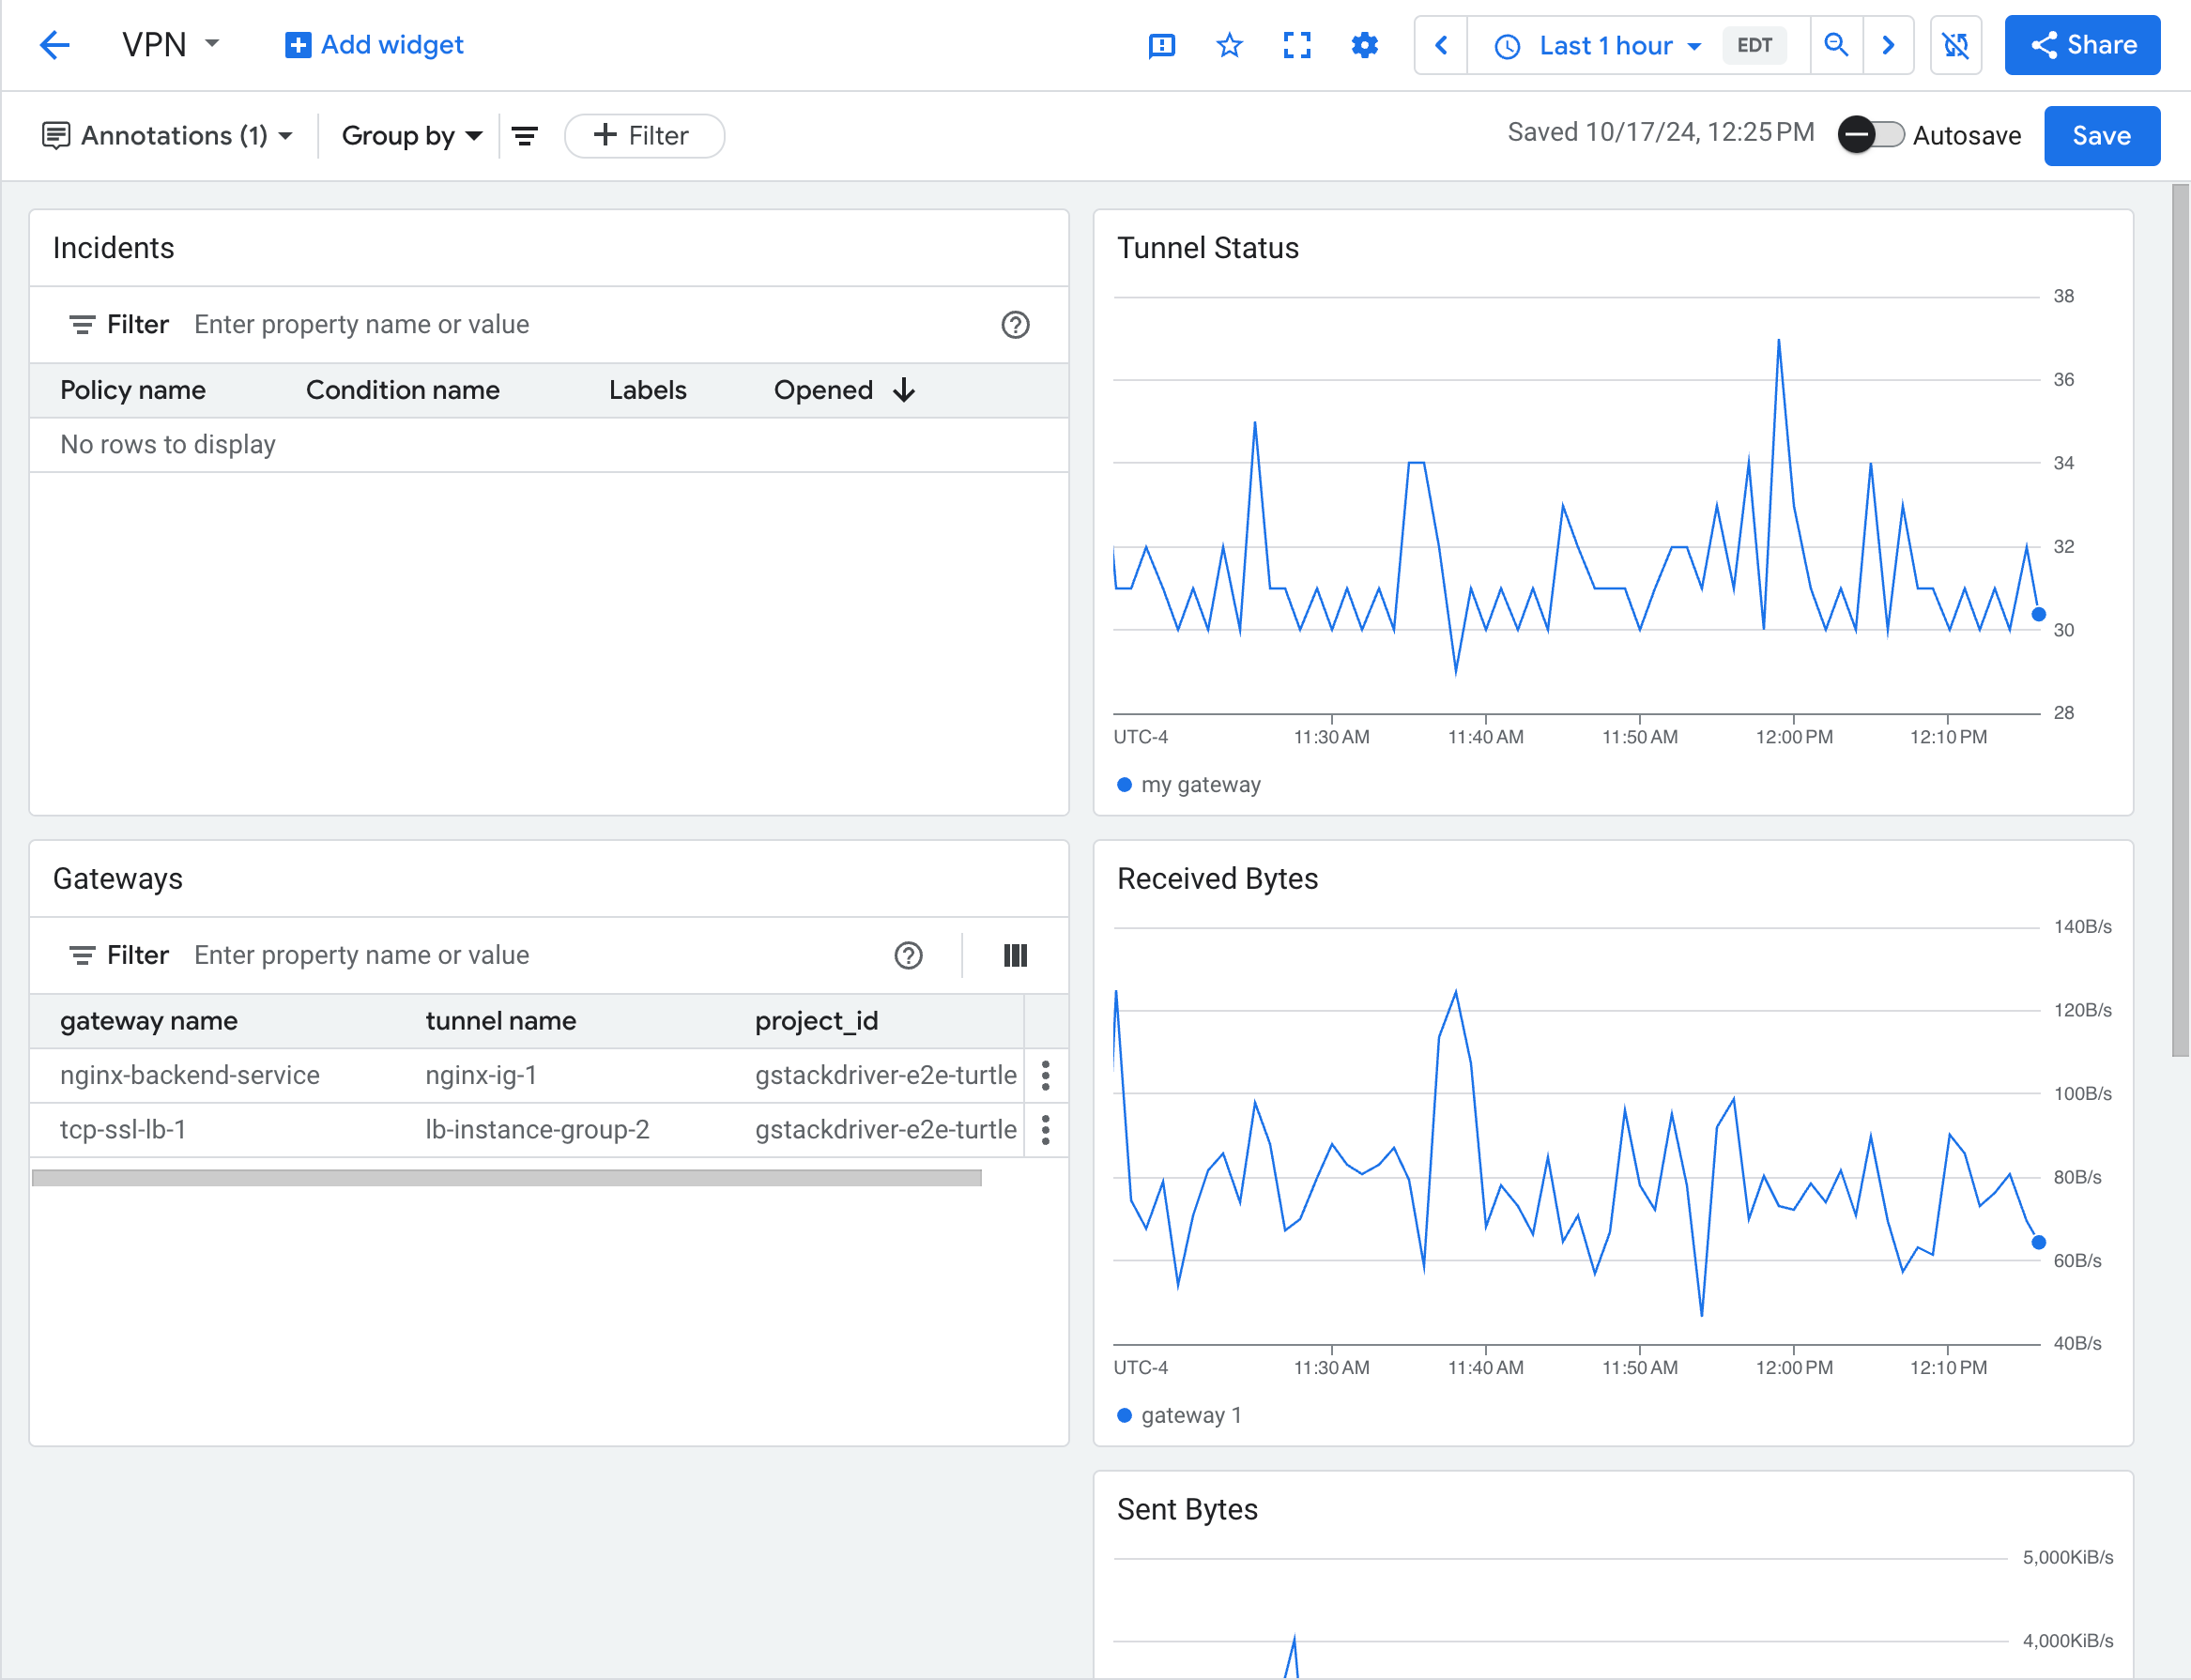 VPN Add widget Last 1 hour EDT Share
Annotations (1) Group by Filter Saved 10/17/24, 12:25 PM Autosave Save
Incidents
Filter Enter property name or value
Policy name Condition name Labels Opened
No rows to display
Tunnel Status
38
36
34
32
30
28
UTC-4 11:30 AM 11:40 AM 11:50 AM 12:00 PM 12:10 PM
my gateway
Gateways
Filter Enter property name or value
gateway name tunnel name project_id
nginx-backend-service nginx-ig-1 gstackdriver-e2e-turtle
tcp-ssl-lb-1 lb-instance-group-2 gstackdriver-e2e-turtle
Received Bytes
140B/s
120B/s
100B/s
80B/s
60B/s
40B/s
UTC-4 11:30 AM 11:40 AM 11:50 AM 12:00 PM 12:10 PM
gateway 1
Sent Bytes
5,000KiB/s
4,000KiB/s